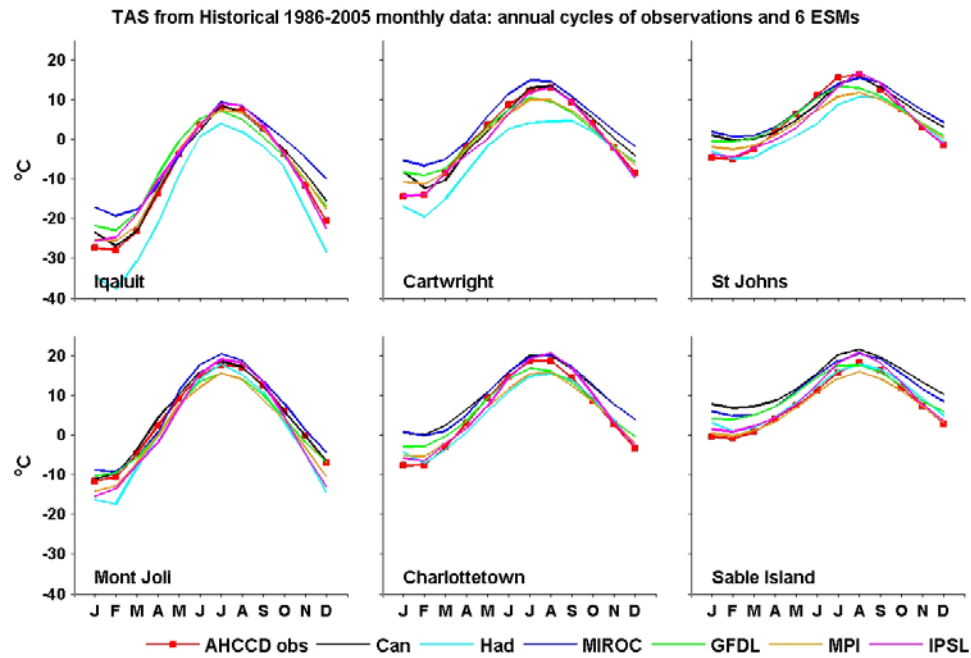 TAS from Historical 1986-2005 monthly data: annual cycles of observations and 6 ESMs
°C
20
10
0
-10
-20
-30
-40
Iqaluit
Cartwright
St Johns
°C
20
10
0
-10
-20
-30
-40
Mont Joli
Charlottetown
Sable Island
J F M A M J J A S O N D
J F M A M J J A S O N D
J F M A M J J A S O N D
AHCCD obs Can Had MIROC GFDL MPI IPSL